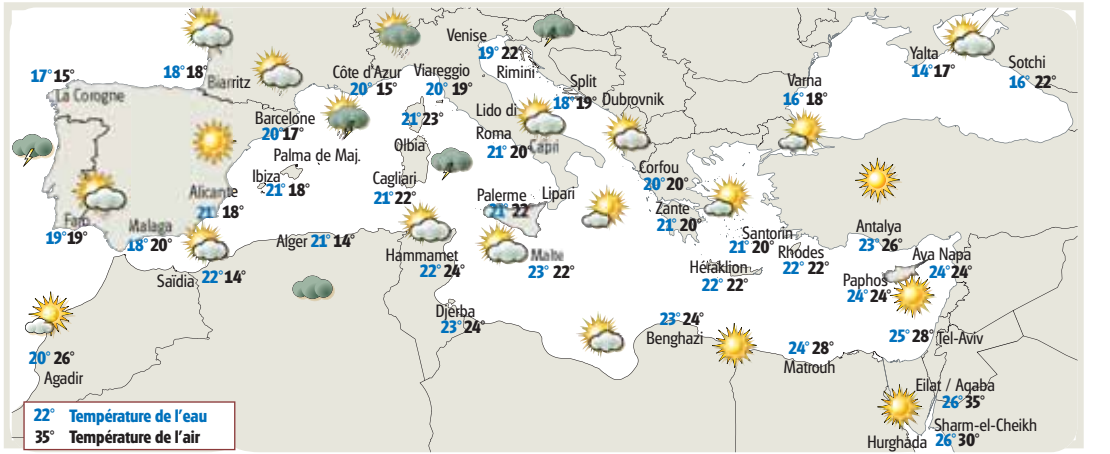 Venise
19° 22°
Rimini
Yalta
14° 17°
Sotchi
16° 22°
17° 15°
La Corogne
18° 18°
Biarritz
Côte d'Azur
20° 15°
Viareggio
20° 19°
Split
18° 19°
Dubrovnik
Varna
16° 18°
Barcelone
20° 17°
21° 23°
Olbia
Lido di
Roma
21° 20°
Capri
Palma de Maj.
Ibiza
21° 18°
Cagliari
21° 22°
Corfou
20° 20°
Alicante
21° 18°
Palerme
21° 22°
Lipari
Zante
21° 20°
Faro
19° 19°
Malaga
18° 20°
Alger 21° 14°
Santorin
21° 20°
Antalya
23° 26°
Saïdia
22° 14°
Hammamet
22° 24°
Malte
23° 22°
Héraklion
22° 22°
Rhodes
22° 22°
Aya Napa
24° 24°
Paphos
24° 24°
Djerba
23° 24°
23° 24°
Benghazi
25° 28°
Tel-Aviv
20° 26°
Agadir
24° 28°
Matrouh
Eilat / Aqaba
26° 35°
Sharm-el-Cheikh
Hurghada
26° 30°
22° Température de l'eau
35° Température de l'air